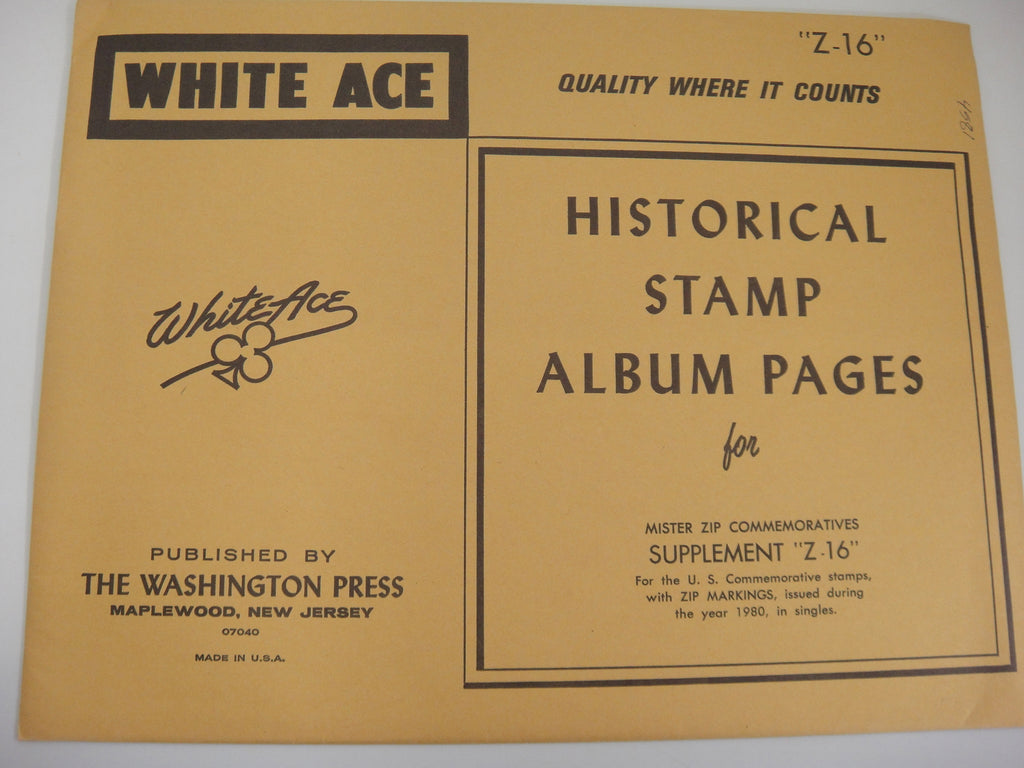 WHITE ACE
"Z-16"
QUALITY WHERE IT COUNTS
White Ace
PUBLISHED BY
THE WASHINGTON PRESS
MAPLEWOOD, NEW JERSEY
07040
MADE IN U.S.A.
HISTORICAL
STAMP
ALBUM PAGES
for
MISTER ZIP COMMEMORATIVES
SUPPLEMENT "Z-16"
For the U. S. Commemorative stamps,
with ZIP MARKINGS, issued during
the year 1980, in singles.